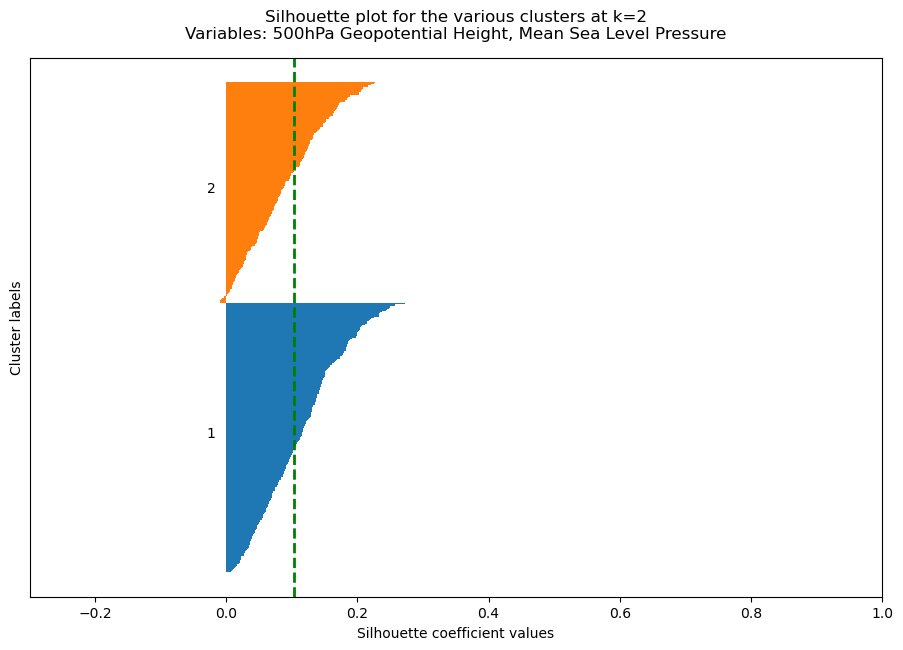 Silhouette plot for the various clusters at k=2
Variables: 500hPa Geopotential Height, Mean Sea Level Pressure
2
Cluster labels
1
−0.2 0.0 0.2 0.4 0.6 0.8 1.0
Silhouette coefficient values